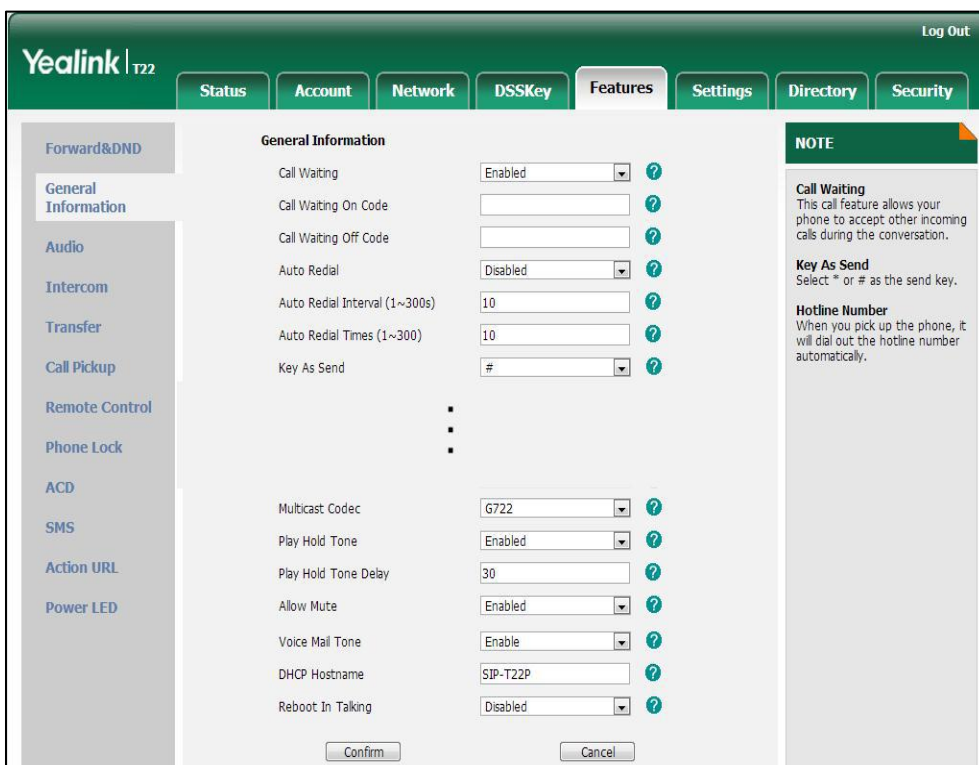 Log Out
Yealink T22
Status Account Network DSSKey Features Settings Directory Security
Forward&DND
General
Information
Audio
Intercom
Transfer
Call Pickup
Remote Control
Phone Lock
ACD
SMS
Action URL
Power LED
General Information
Call Waiting Enabled ?
Call Waiting On Code ?
Call Waiting Off Code ?
Auto Redial Disabled ?
Auto Redial Interval (1~300s) 10 ?
Auto Redial Times (1~300) 10 ?
Key As Send # ?
Multicast Codec G722 ?
Play Hold Tone Enabled ?
Play Hold Tone Delay 30 ?
Allow Mute Enabled ?
Voice Mail Tone Enable ?
DHCP Hostname SIP-T22P ?
Reboot In Talking Disabled ?
Confirm Cancel
NOTE
Call Waiting
This call feature allows your
phone to accept other incoming
calls during the conversation.
Key As Send
Select * or # as the send key.
Hotline Number
When you pick up the phone, it
will dial out the hotline number
automatically.